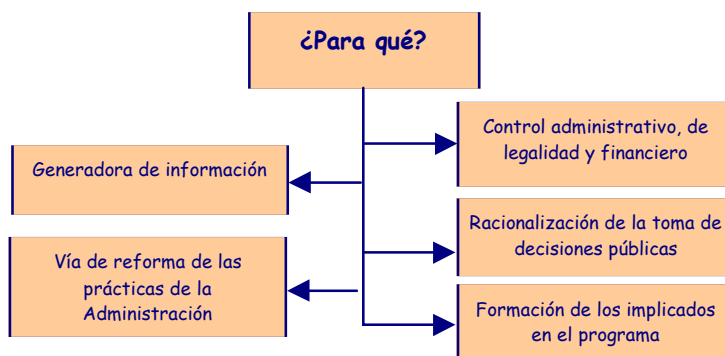 ¿Para qué?
Control administrativo, de
legalidad y financiero
Generadora de información
Racionalización de la toma de
decisiones públicas
Vía de reforma de las
prácticas de la
Administración
Formación de los implicados
en el programa